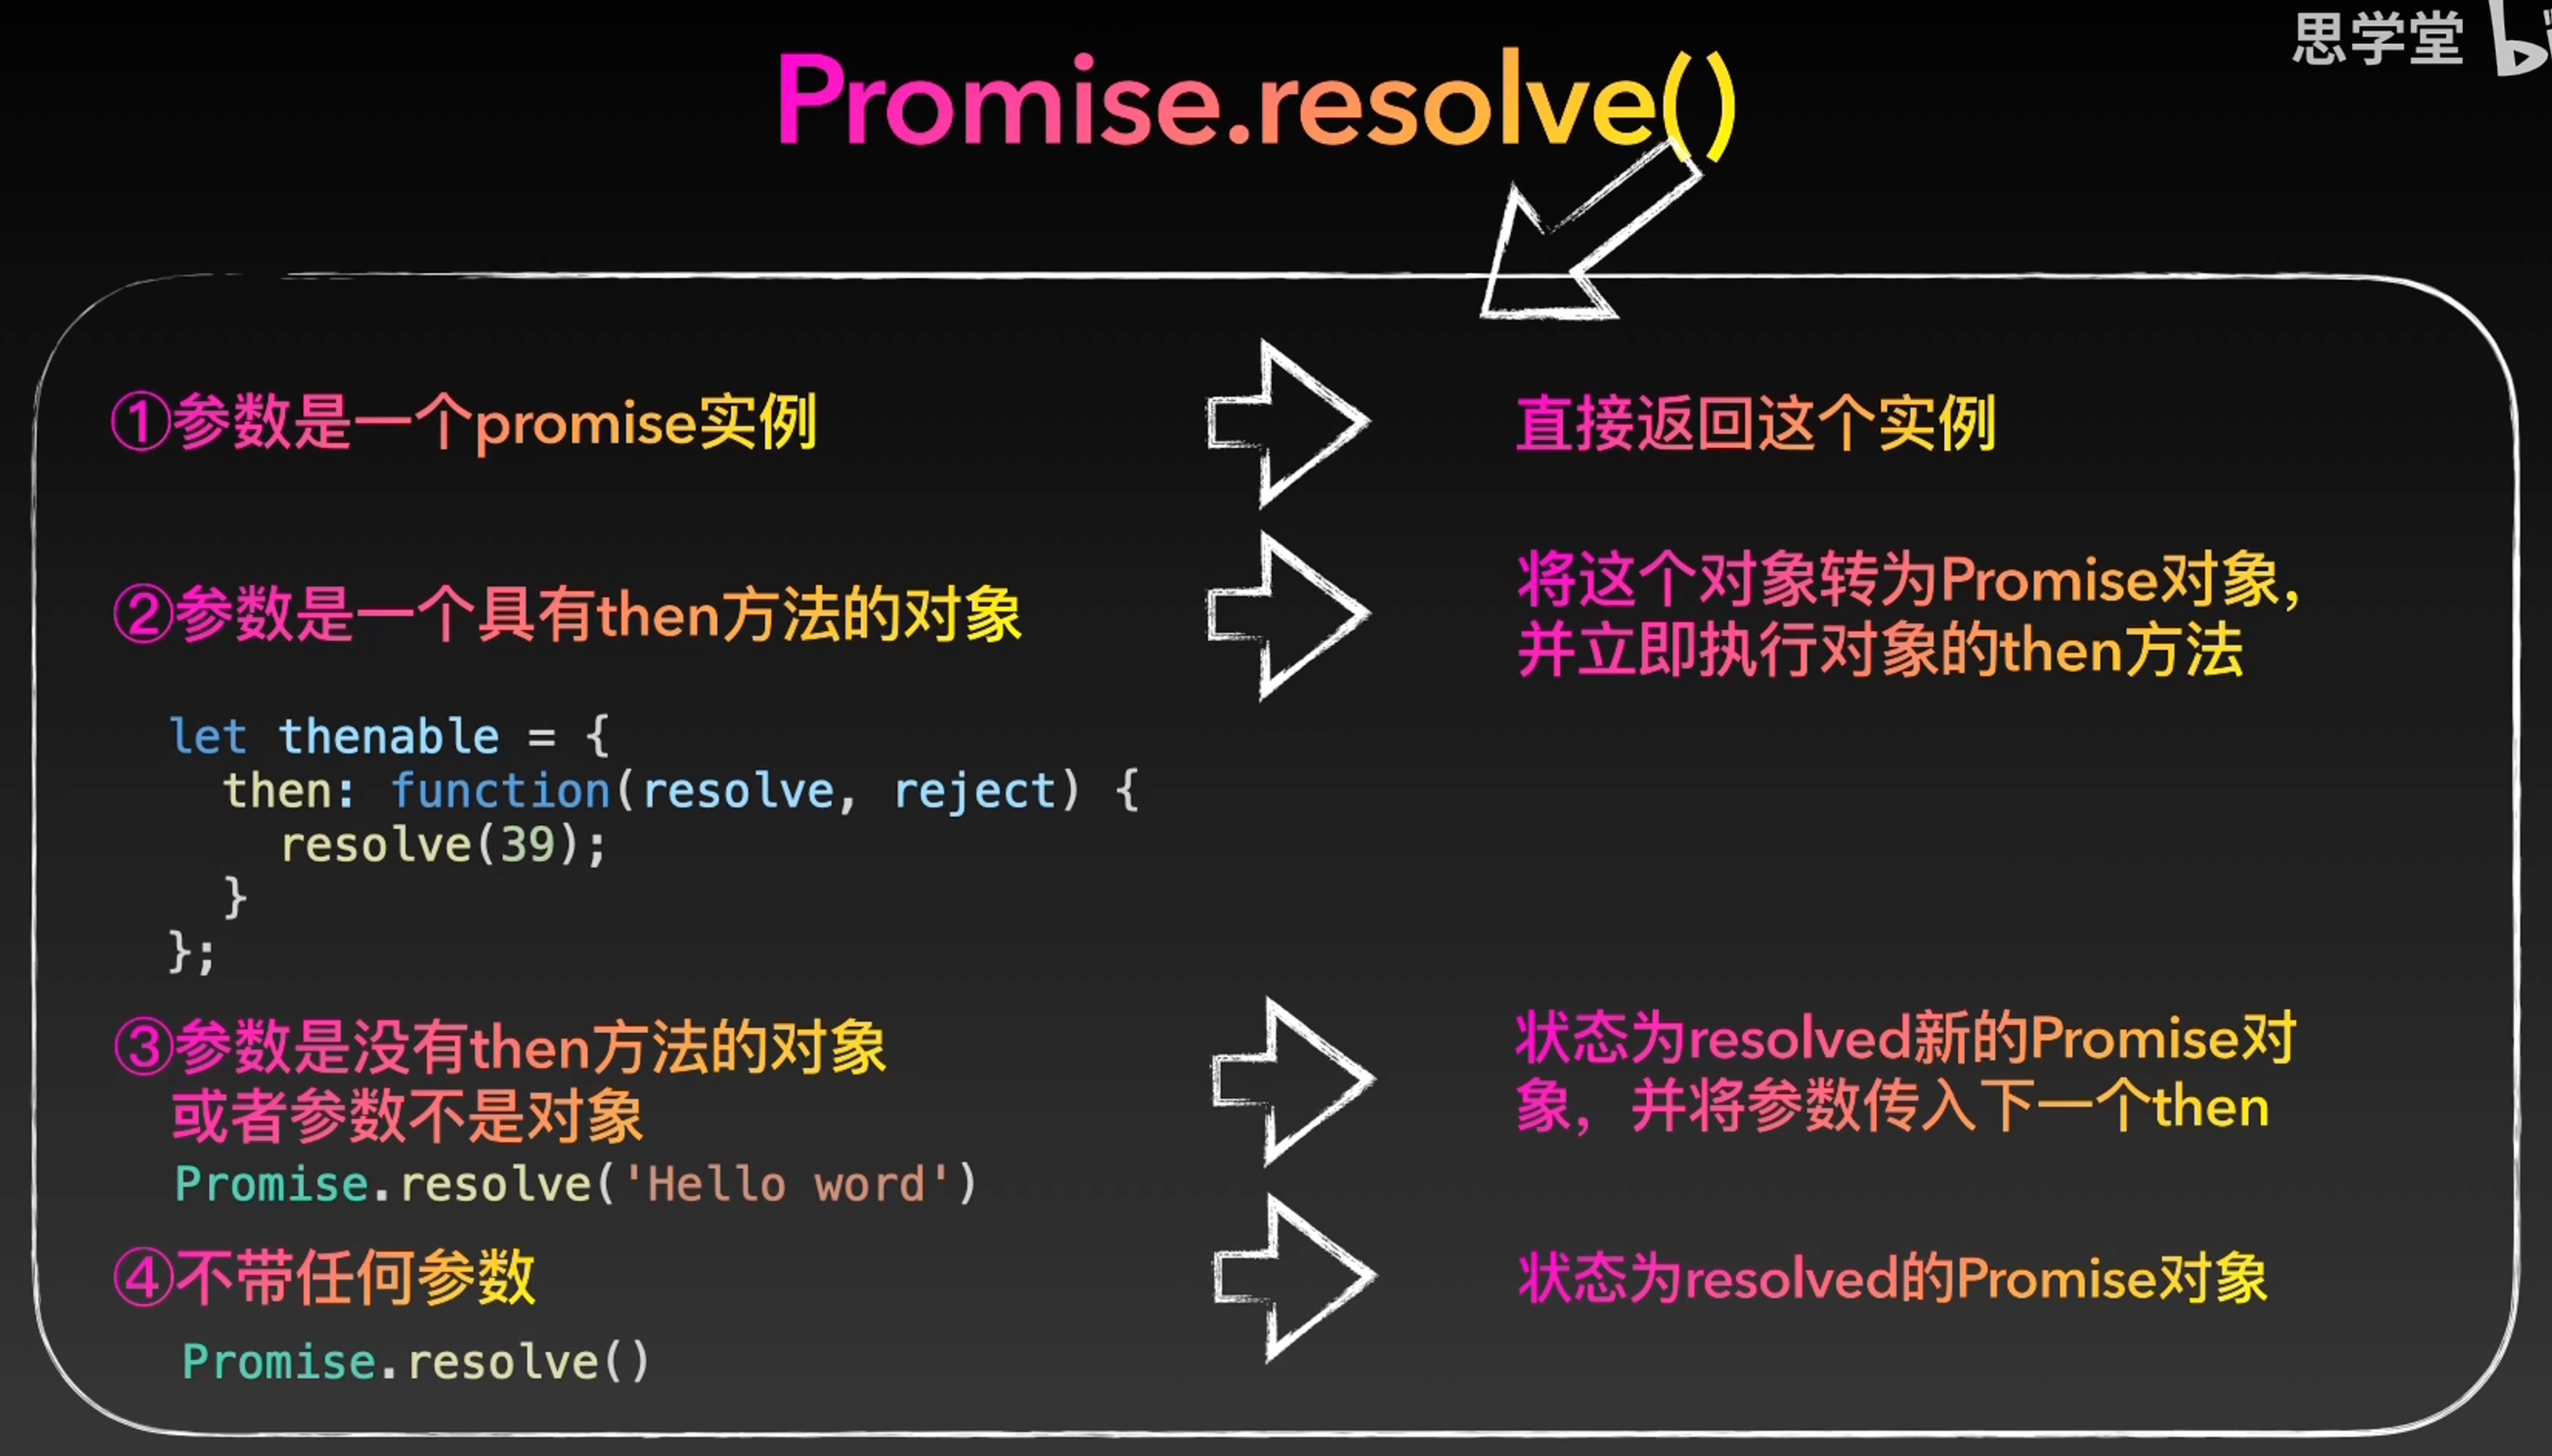 思学堂
Promise.resolve()
①参数是一个promise实例
直接返回这个实例
②参数是一个具有then方法的对象
将这个对象转为Promise对象，
并立即执行对象的then方法
let thenable = {
then: function(resolve, reject) {
resolve(39);
}
};
③参数是没有then方法的对象
或者参数不是对象
状态为resolved新的Promise对
象，并将参数传入下一个then
Promise.resolve('Hello word')
④不带任何参数
状态为resolved的Promise对象
Promise.resolve()